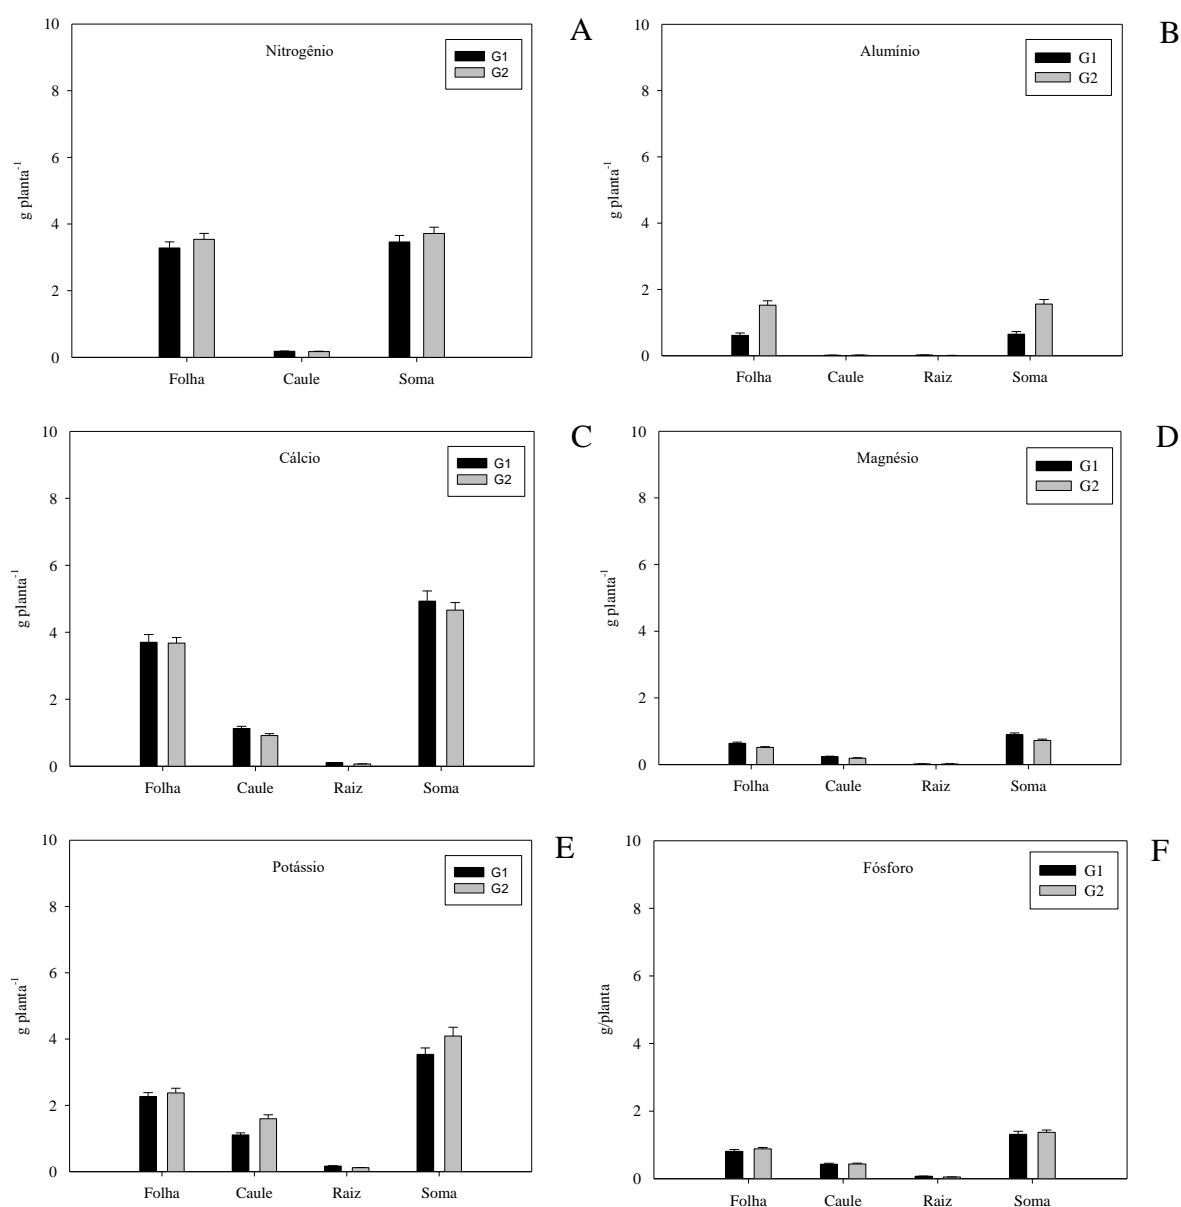 A
Nitrogênio
G1
G2
10
8
6
4
2
0
g planta⁻¹
Folha Caule Soma
B
Alumínio
G1
G2
10
8
6
4
2
0
g planta⁻¹
Folha Caule Raiz Soma
C
Cálcio
G1
G2
10
8
6
4
2
0
g planta⁻¹
Folha Caule Raiz Soma
D
Magnésio
G1
G2
10
8
6
4
2
0
g planta⁻¹
Folha Caule Raiz Soma
E
Potássio
G1
G2
10
8
6
4
2
0
g planta⁻¹
Folha Caule Raiz Soma
F
Fósforo
G1
G2
10
8
6
4
2
0
g/planta
Folha Caule Raiz Soma